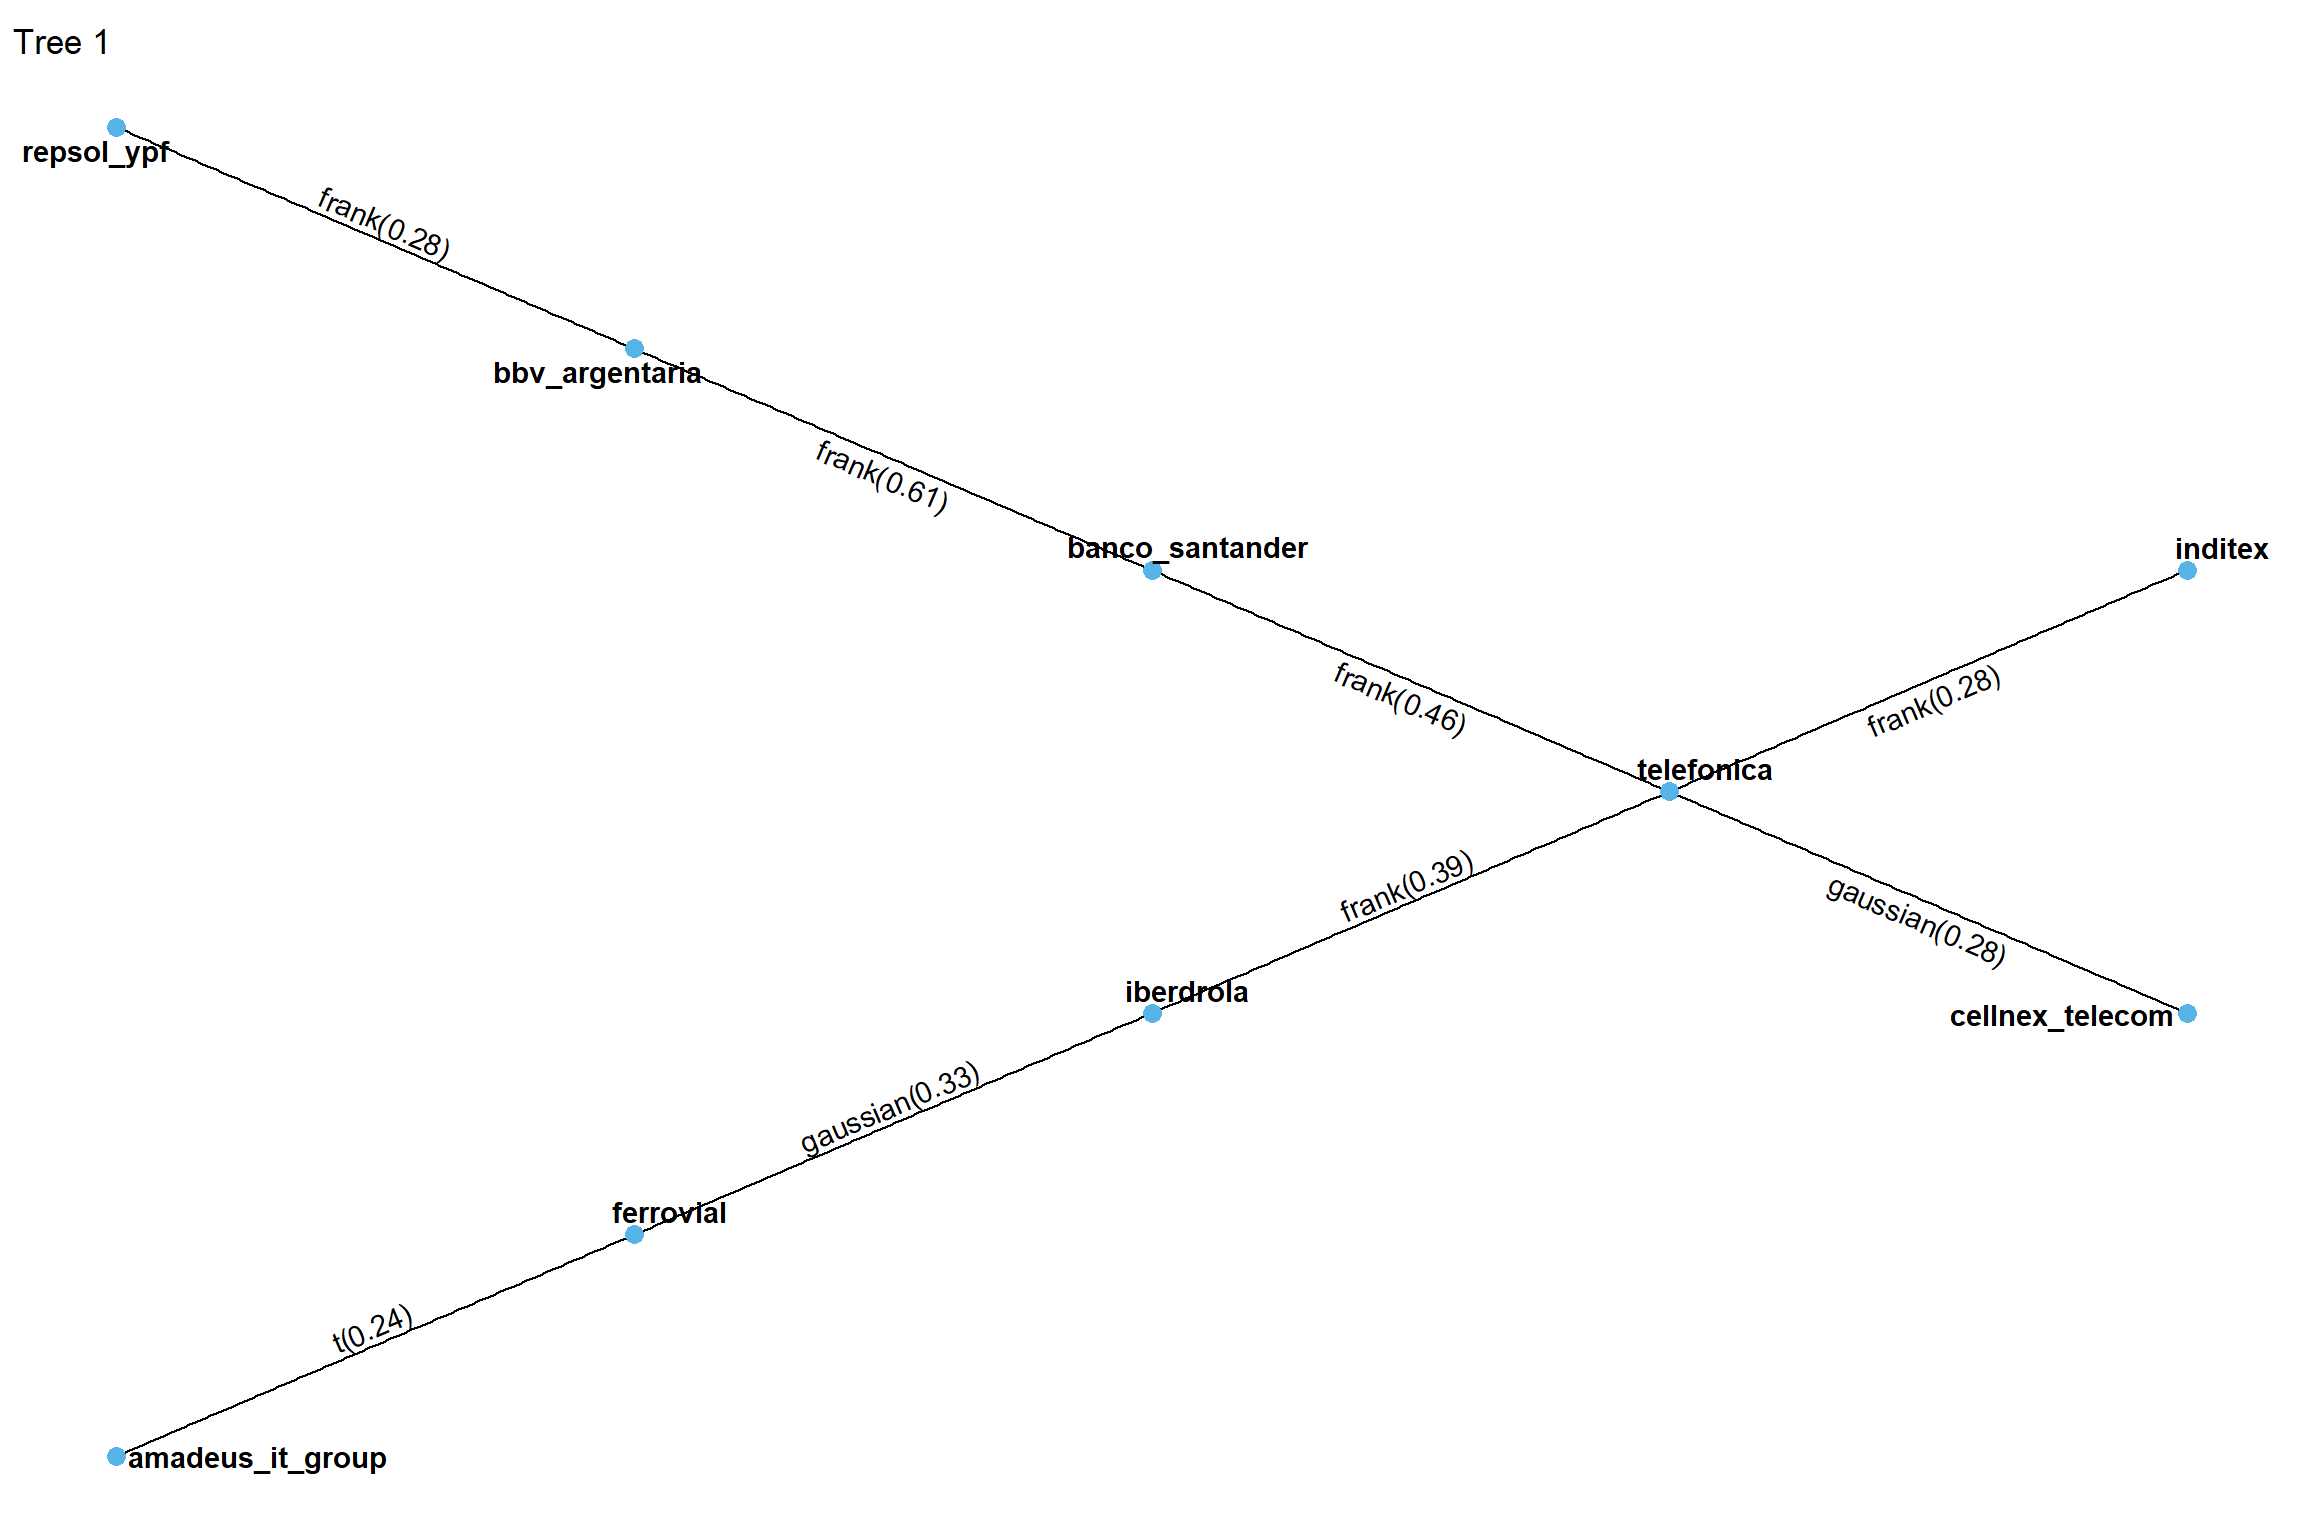 Tree 1
repsol_ypf
frank(0.28)
bbv_argentaria
frank(0.61)
banco_santander
inditex
frank(0.46)
frank(0.28)
telefonica
frank(0.39)
gaussian(0.28)
iberdrola
cellnex_telecom
gaussian(0.33)
ferrovial
t(0.24)
amadeus_it_group